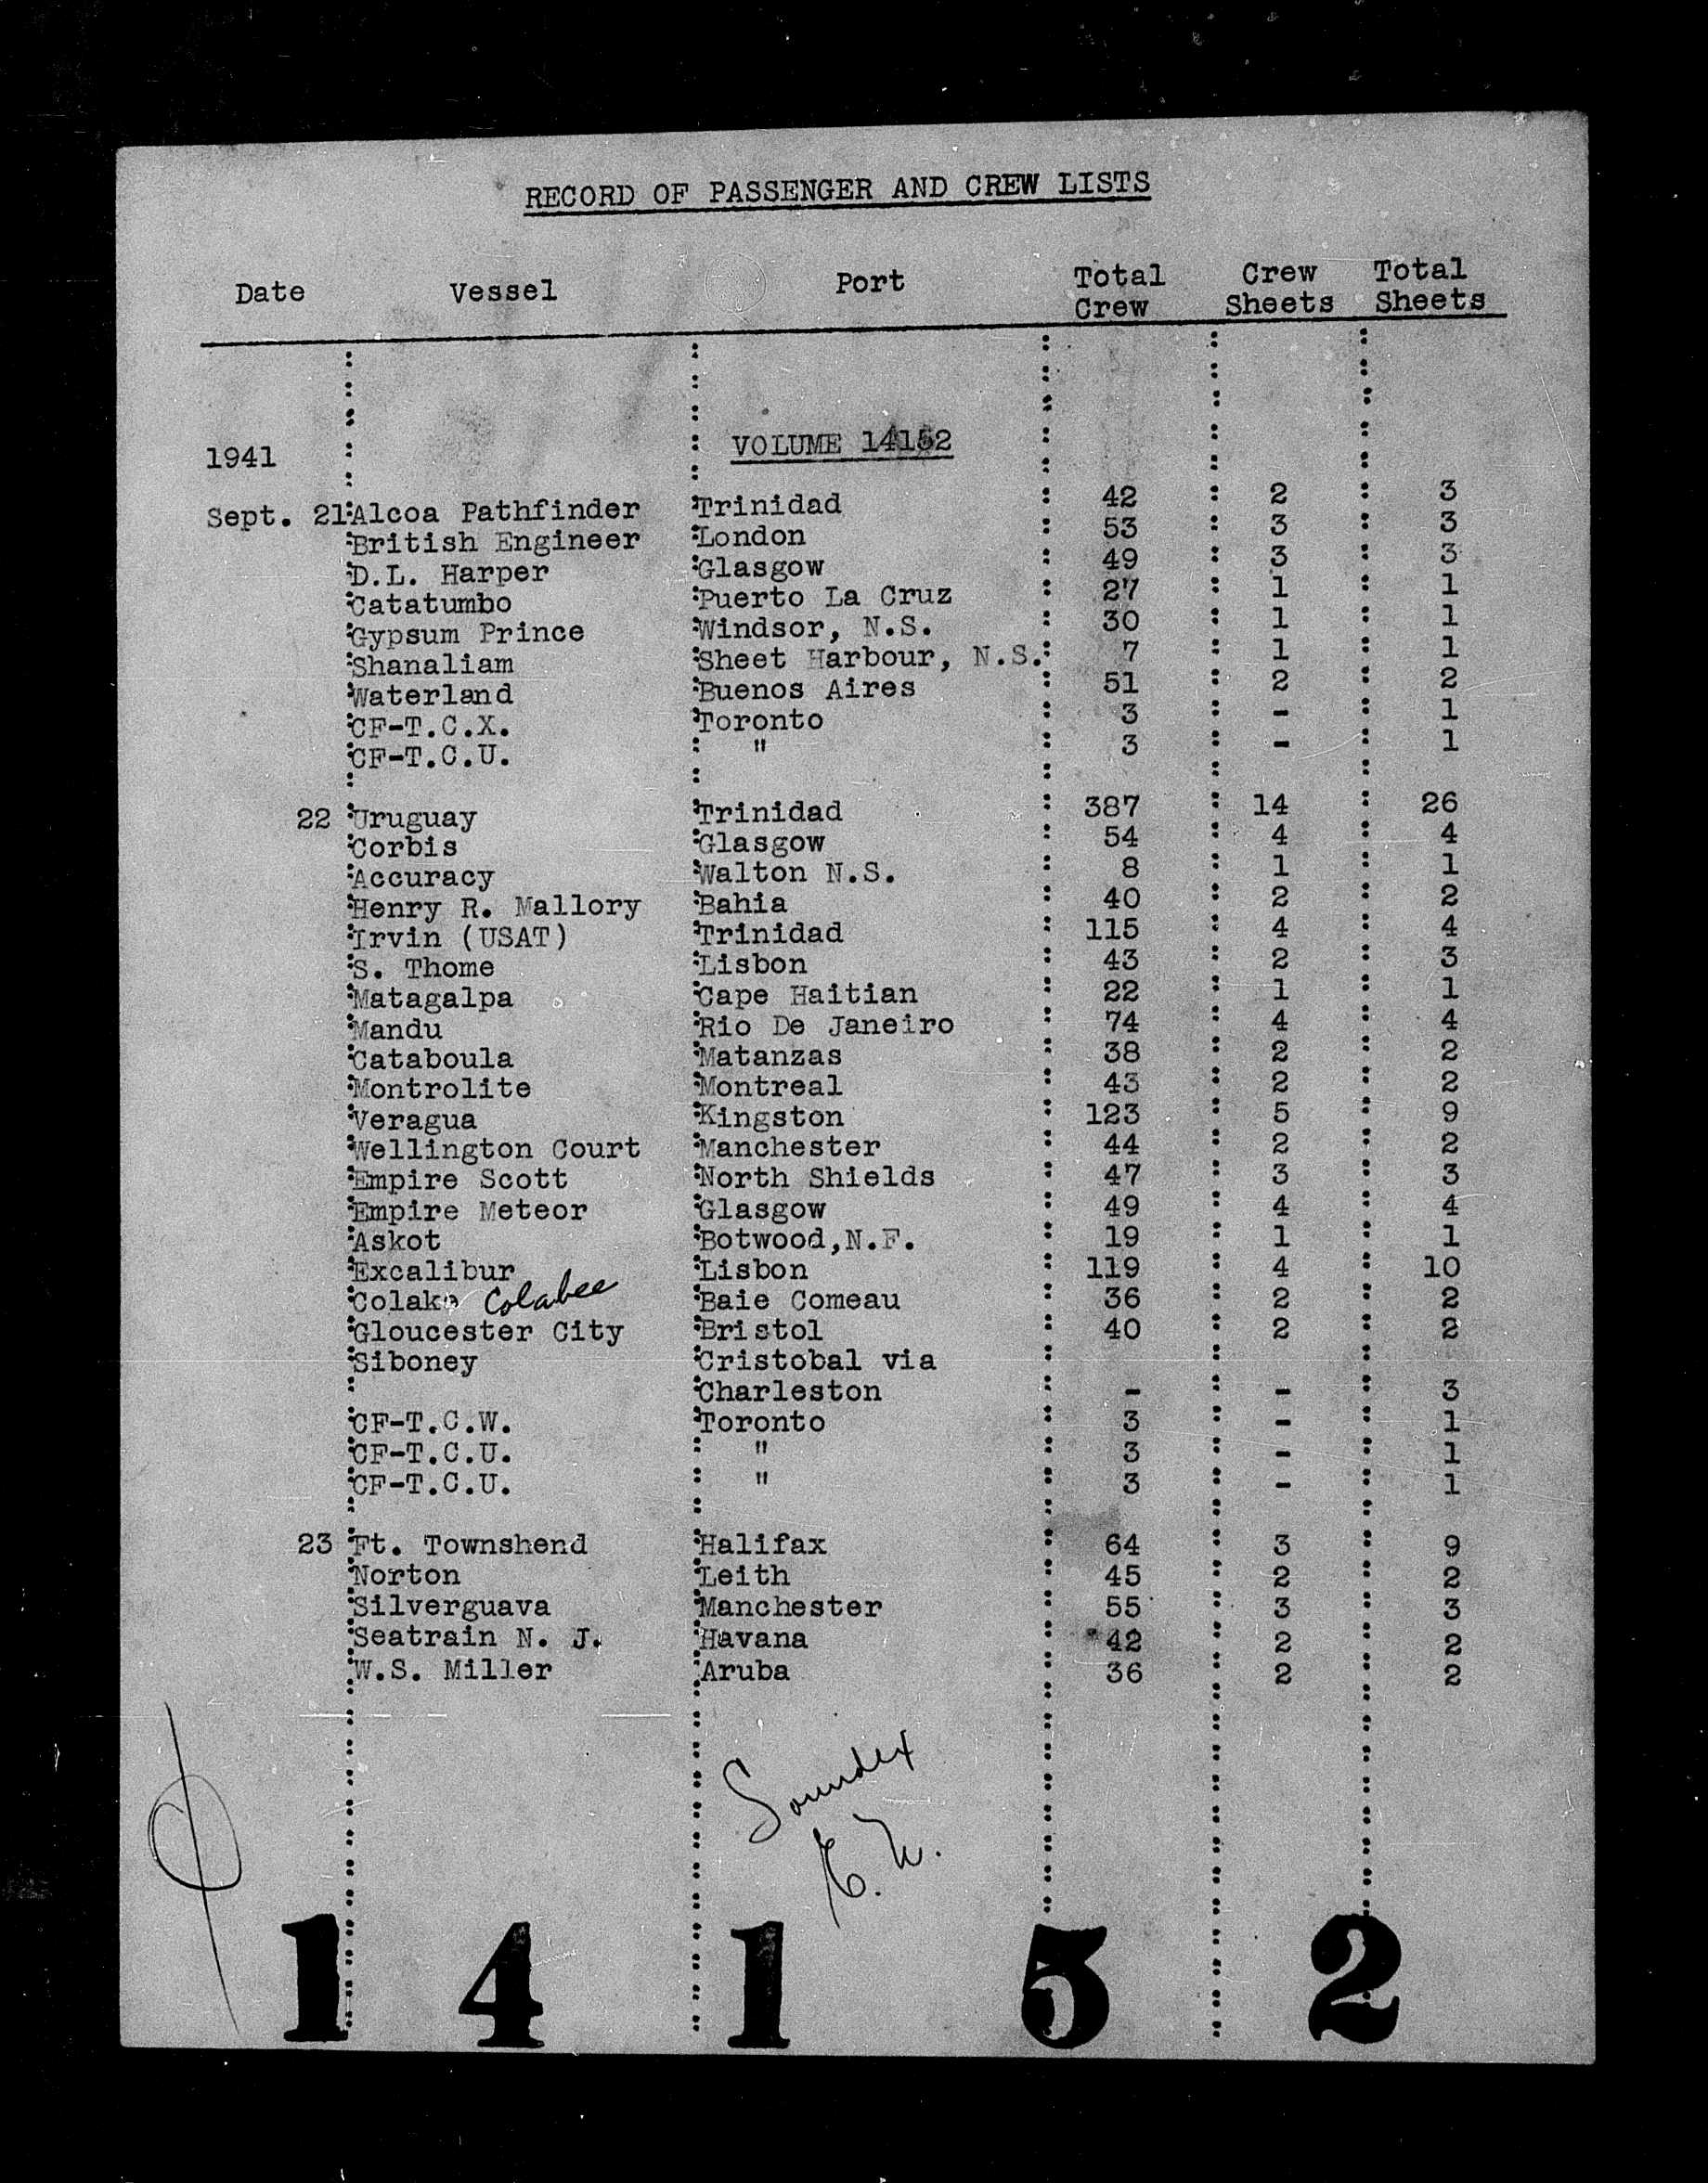 RECORD OF PASSENGER AND CREW LISTS
Date Vessel Port Total Crew Crew Sheets Total Sheets
1941 VOLUME 14152
Sept. 21 Alcoa Pathfinder Trinidad 42 2 3
British Engineer London 53 3 3
D.L. Harper Glasgow 49 3 3
Catatumbo Puerto La Cruz 27 1 1
Gypsum Prince Windsor, N.S. 30 1 1
Shanaliam Sheet Harbour, N.S. 7 1 1
Waterland Buenos Aires 51 2 2
CF-T.C.X. Toronto 3 - 1
CF-T.C.U. " 3 - 1
22 Uruguay Trinidad 387 14 26
Corbis Glasgow 54 4 4
Accuracy Walton N.S. 8 1 1
Henry R. Mallory Bahia 40 2 2
Irvin (USAT) Trinidad 115 4 4
S. Thome Lisbon 43 2 3
Matagalpa Cape Haitian 22 1 1
Mandu Rio De Janeiro 74 4 4
Cataboula Matanzas 38 2 2
Montrolite Montreal 43 2 2
Veragua Kingston 123 5 9
Wellington Court Manchester 44 2 2
Empire Scott North Shields 47 3 3
Empire Meteor Glasgow 49 4 4
Askot Botwood,N.F. 19 1 1
Excalibur Lisbon 119 4 10
Colake Colabee Baie Comeau 36 2 2
Gloucester City Bristol 40 2 2
Siboney Cristobal via
Charleston - - 3
CF-T.C.W. Toronto 3 - 1
CF-T.C.U. " 3 - 1
CF-T.C.U. " 3 - 1
23 Ft. Townshend Halifax 64 3 9
Norton Leith 45 2 2
Silverguava Manchester 55 3 3
Seatrain N. J. Havana 42 2 2
W.S. Miller Aruba 36 2 2
Soundex
1 4 1 5 2